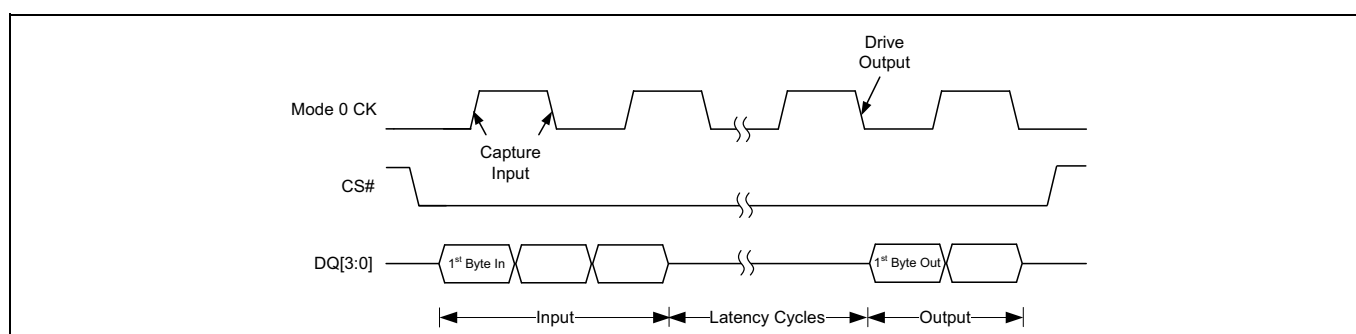 Drive
Output
Mode 0 CK
Capture
Input
CS#
DQ[3:0]
1st Byte In
1st Byte Out
Input
Latency Cycles
Output